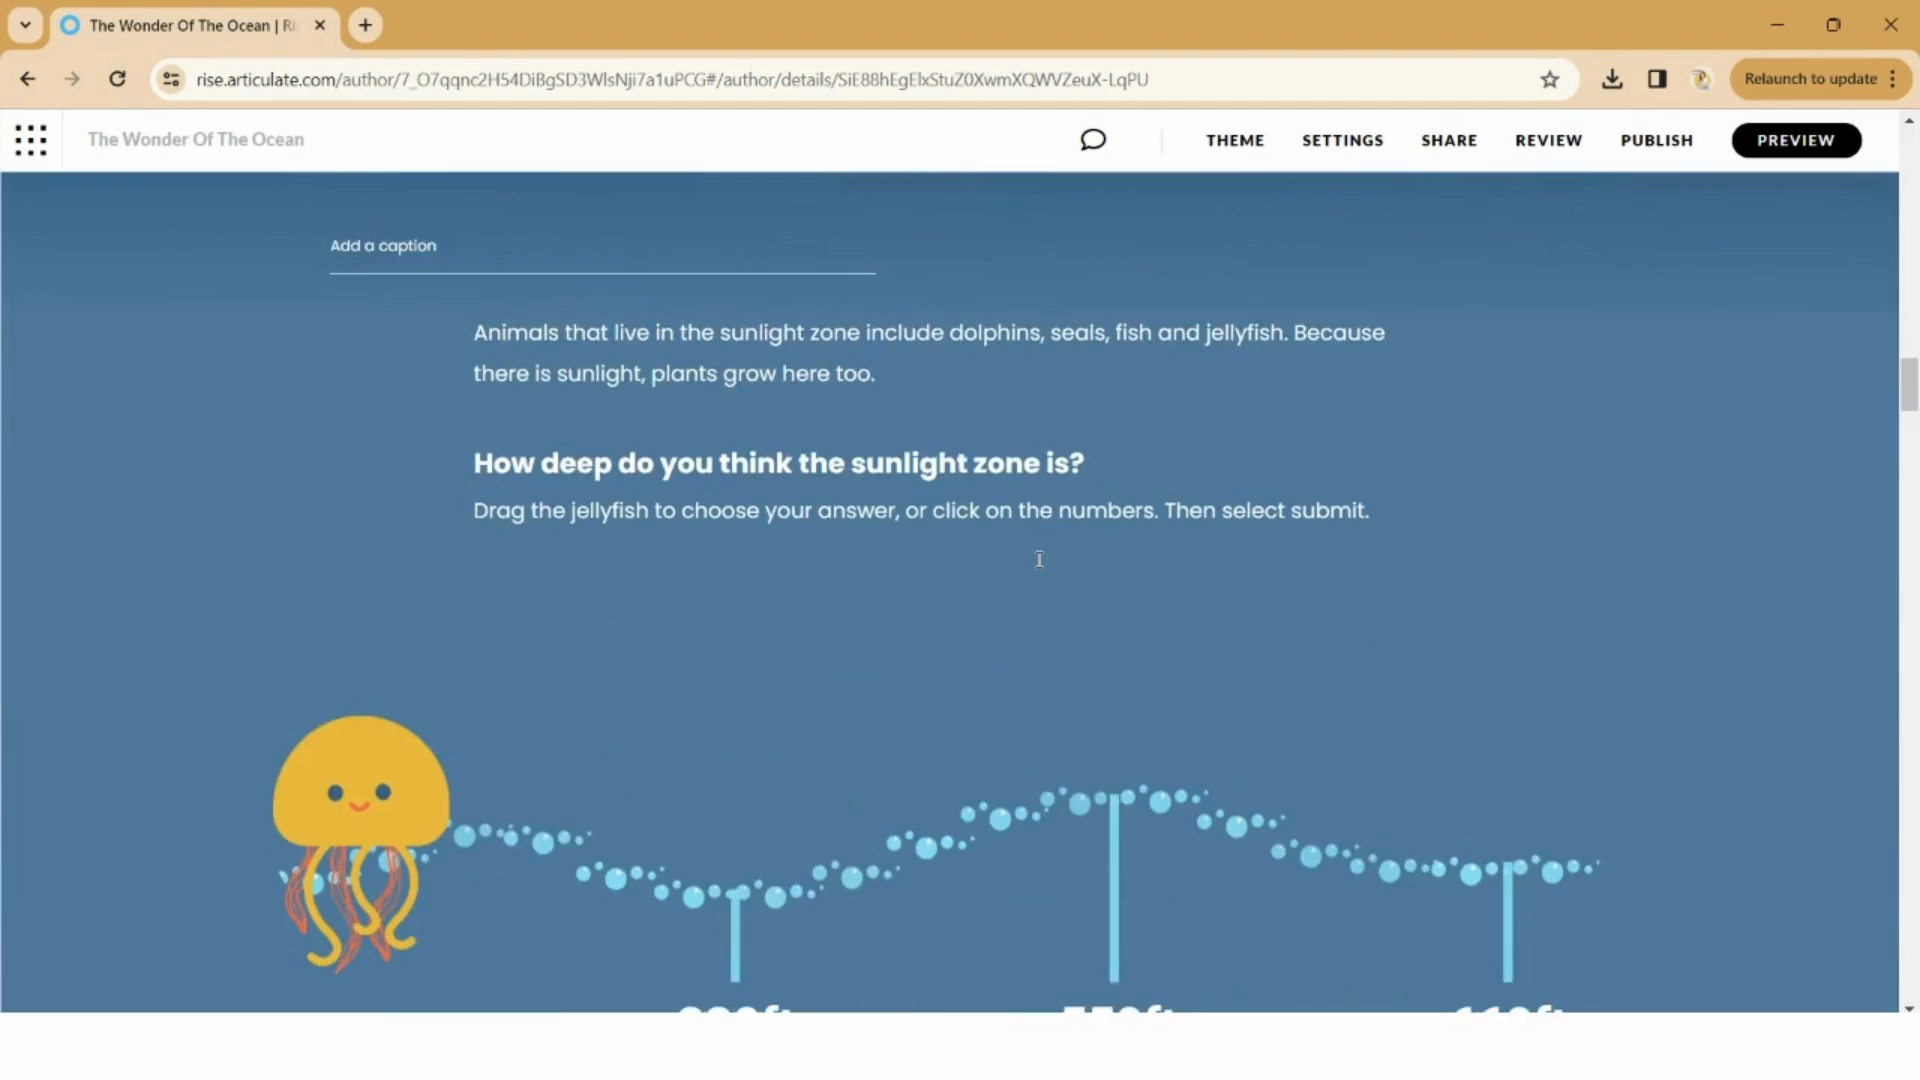 The Wonder Of The Ocean | Ri
rise.articulate.com/author/7_O7qqnc2H54DiBgSD3WlsNji7a1uPCG#/author/details/SiE88hEgElxStuZ0XwmXQWVZeuX-LqPU
Relaunch to update
The Wonder Of The Ocean
THEME
SETTINGS
SHARE
REVIEW
PUBLISH
PREVIEW
Add a caption
Animals that live in the sunlight zone include dolphins, seals, fish and jellyfish. Because
there is sunlight, plants grow here too.
How deep do you think the sunlight zone is?
Drag the jellyfish to choose your answer, or click on the numbers. Then select submit.